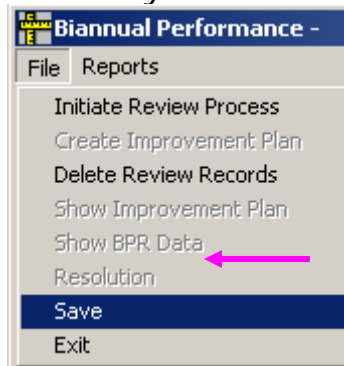 Biannual Performance -
File Reports
Initiate Review Process
Create Improvement Plan
Delete Review Records
Show Improvement Plan
Show BPR Data
Resolution
Save
Exit